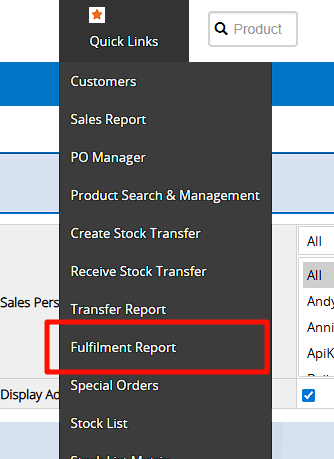 Quick Links
Product
Customers
Sales Report
PO Manager
Product Search & Management
Create Stock Transfer
All
Receive Stock Transfer
All
Sales Pers
Andy
Transfer Report
Anni
Fulfilment Report
ApiK
Special Orders
Display Ad
Stock List